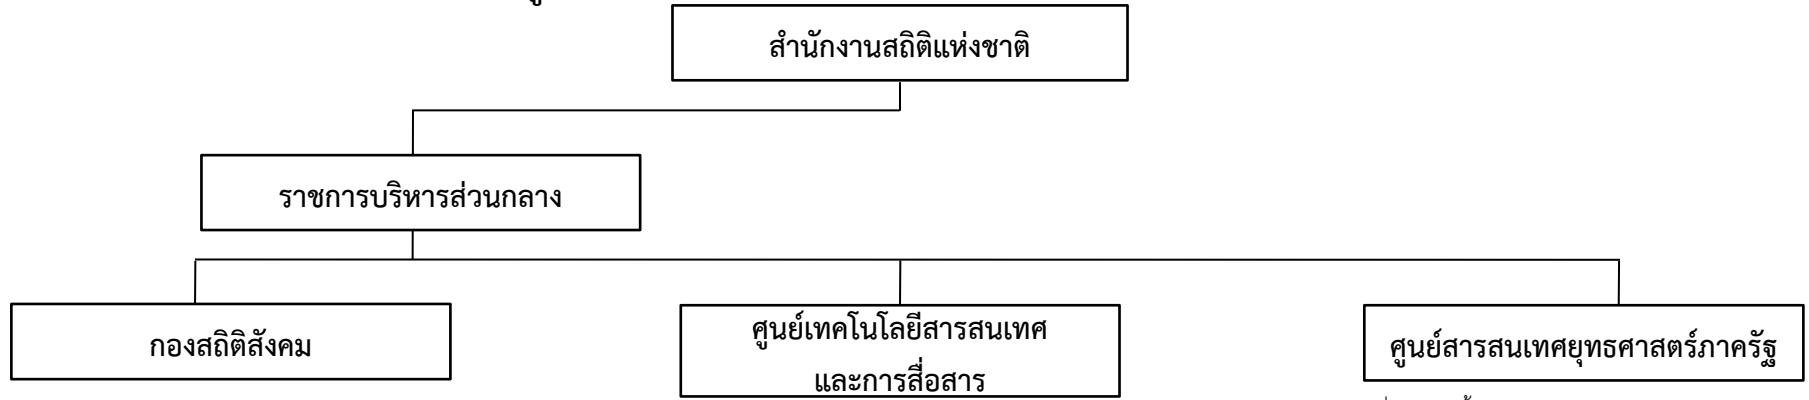 สำนักงานสถิติแห่งชาติ
ราชการบริหารส่วนกลาง
กองสถิติสังคม
ศูนย์เทคโนโลยีสารสนเทศ
และการสื่อสาร
ศูนย์สารสนเทศยุทธศาสตร์ภาครัฐ